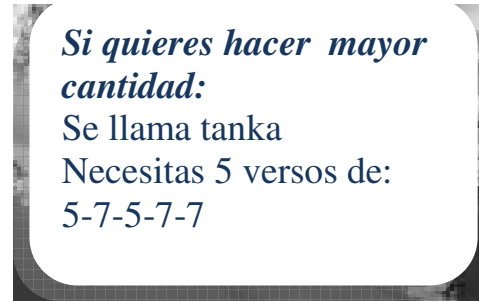 Si quieres hacer  mayor
cantidad:
Se llama tanka
Necesitas 5 versos de:
5-7-5-7-7